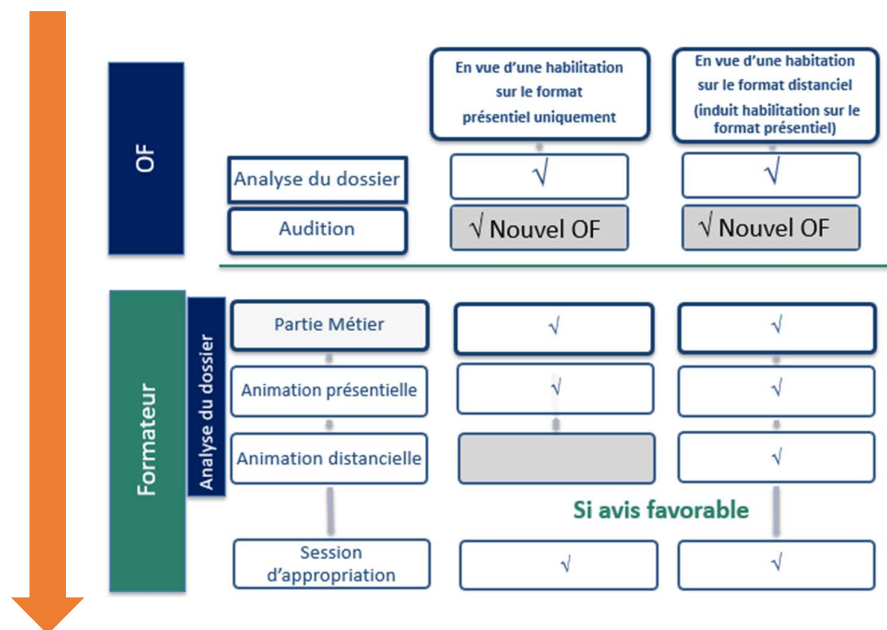 En vue d'une habilitation
sur le format
présentiel uniquement
En vue d'une habitation
sur le format distanciel
(induit habilitation sur le
format présentiel)
OF
Analyse du dossier
√
√
Audition
√ Nouvel OF
√ Nouvel OF
Formateur
Analyse du dossier
Partie Métier
√
√
Animation présentielle
√
√
Animation distancielle
√
Si avis favorable
Session
d'appropriation
√
√